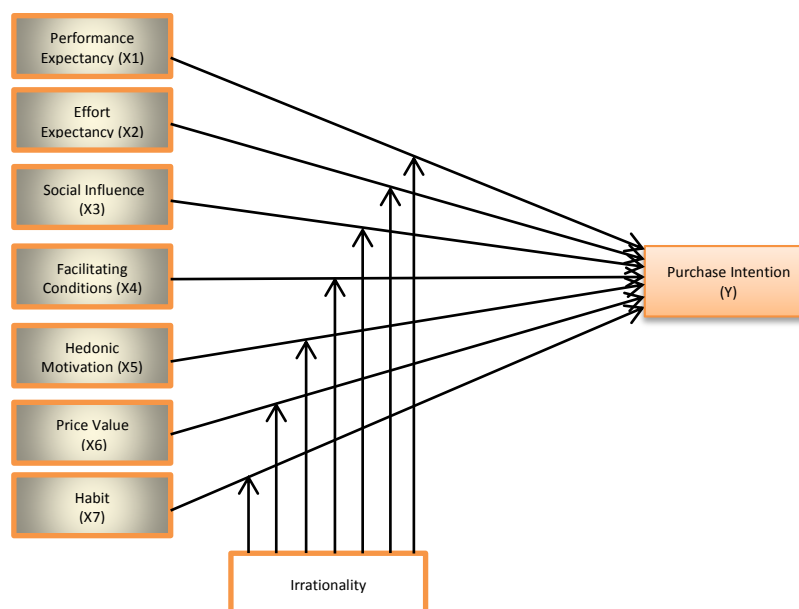 Performance
Expectancy (X1)
Effort
Expectancy (X2)
Social Influence
(X3)
Facilitating
Conditions (X4)
Hedonic
Motivation (X5)
Price Value
(X6)
Habit
(X7)
Purchase Intention
(Y)
Irrationality